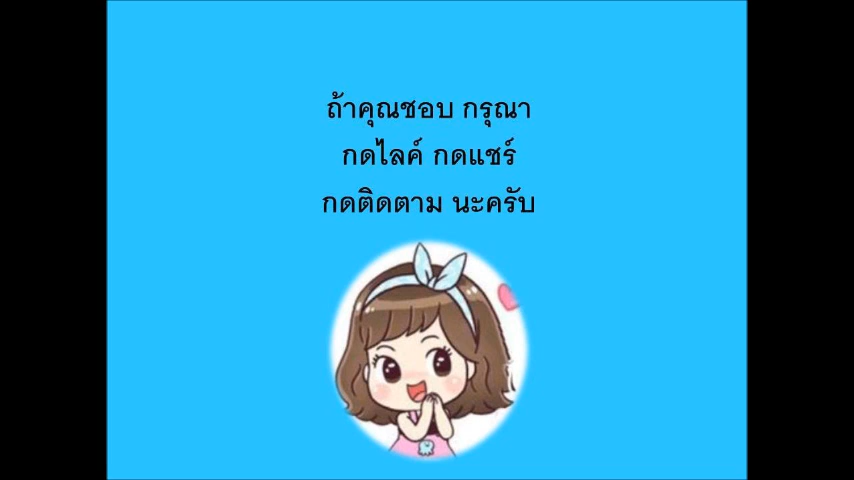 ถ้าคุณชอบ กรุณา
กดไลค์ กดแชร์
กดติดตาม นะครับ